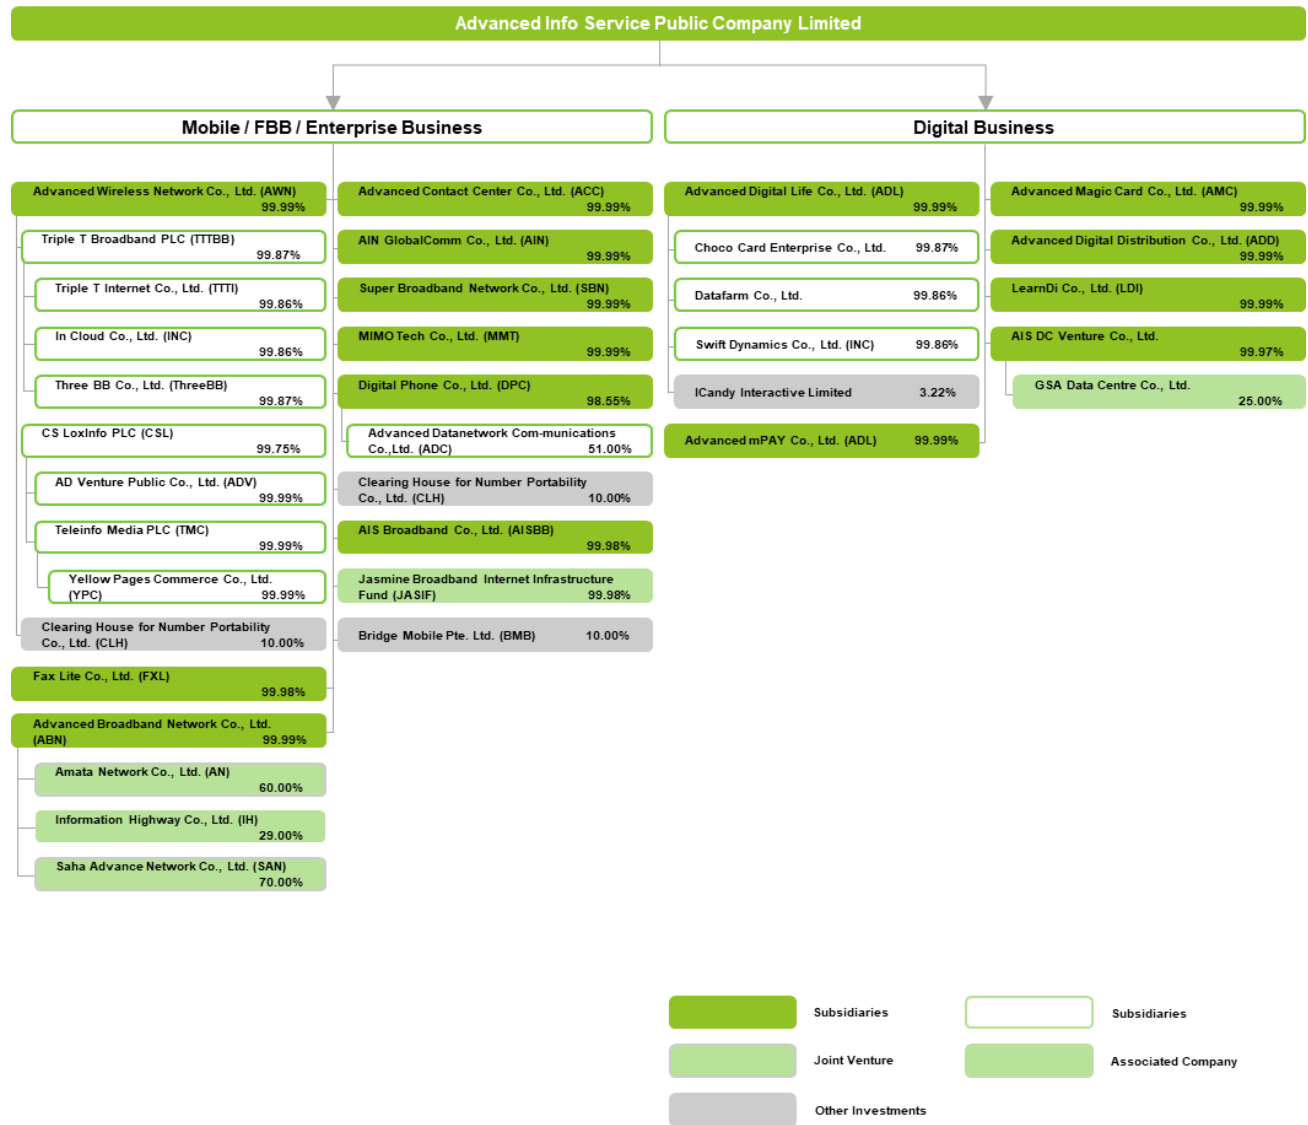 Advanced Info Service Public Company Limited
Mobile / FBB / Enterprise Business
Advanced Wireless Network Co., Ltd. (AWN)
99.99%
Triple T Broadband PLC (TTTBB)
99.87%
Triple T Internet Co., Ltd. (TTTI)
99.86%
In Cloud Co., Ltd. (INC)
99.86%
Three BB Co., Ltd. (ThreeBB)
99.87%
CS LoxInfo PLC (CSL)
99.75%
AD Venture Public Co., Ltd. (ADV)
99.99%
Teleinfo Media PLC (TMC)
99.99%
Yellow Pages Commerce Co., Ltd.
(YPC) 99.99%
Clearing House for Number Portability
Co., Ltd. (CLH) 10.00%
Fax Lite Co., Ltd. (FXL)
99.98%
Advanced Broadband Network Co., Ltd.
(ABN) 99.99%
Amata Network Co., Ltd. (AN)
60.00%
Information Highway Co., Ltd. (IH)
29.00%
Saha Advance Network Co., Ltd. (SAN)
70.00%
Advanced Contact Center Co., Ltd. (ACC)
99.99%
AIN GlobalComm Co., Ltd. (AIN)
99.99%
Super Broadband Network Co., Ltd. (SBN)
99.99%
MIMO Tech Co., Ltd. (MMT)
99.99%
Digital Phone Co., Ltd. (DPC)
98.55%
Advanced Datanetwork Com-munications
Co.,Ltd. (ADC) 51.00%
Clearing House for Number Portability
Co., Ltd. (CLH) 10.00%
AIS Broadband Co., Ltd. (AISBB)
99.98%
Jasmine Broadband Internet Infrastructure
Fund (JASIF) 99.98%
Bridge Mobile Pte. Ltd. (BMB) 10.00%
Digital Business
Advanced Digital Life Co., Ltd. (ADL)
99.99%
Choco Card Enterprise Co., Ltd. 99.87%
Datafarm Co., Ltd. 99.86%
Swift Dynamics Co., Ltd. (INC) 99.86%
ICandy Interactive Limited 3.22%
Advanced mPAY Co., Ltd. (ADL) 99.99%
Advanced Magic Card Co., Ltd. (AMC)
99.99%
Advanced Digital Distribution Co., Ltd. (ADD)
99.99%
LearnDi Co., Ltd. (LDI)
99.99%
AIS DC Venture Co., Ltd.
99.97%
GSA Data Centre Co., Ltd.
25.00%
Subsidiaries
Subsidiaries
Joint Venture
Associated Company
Other Investments